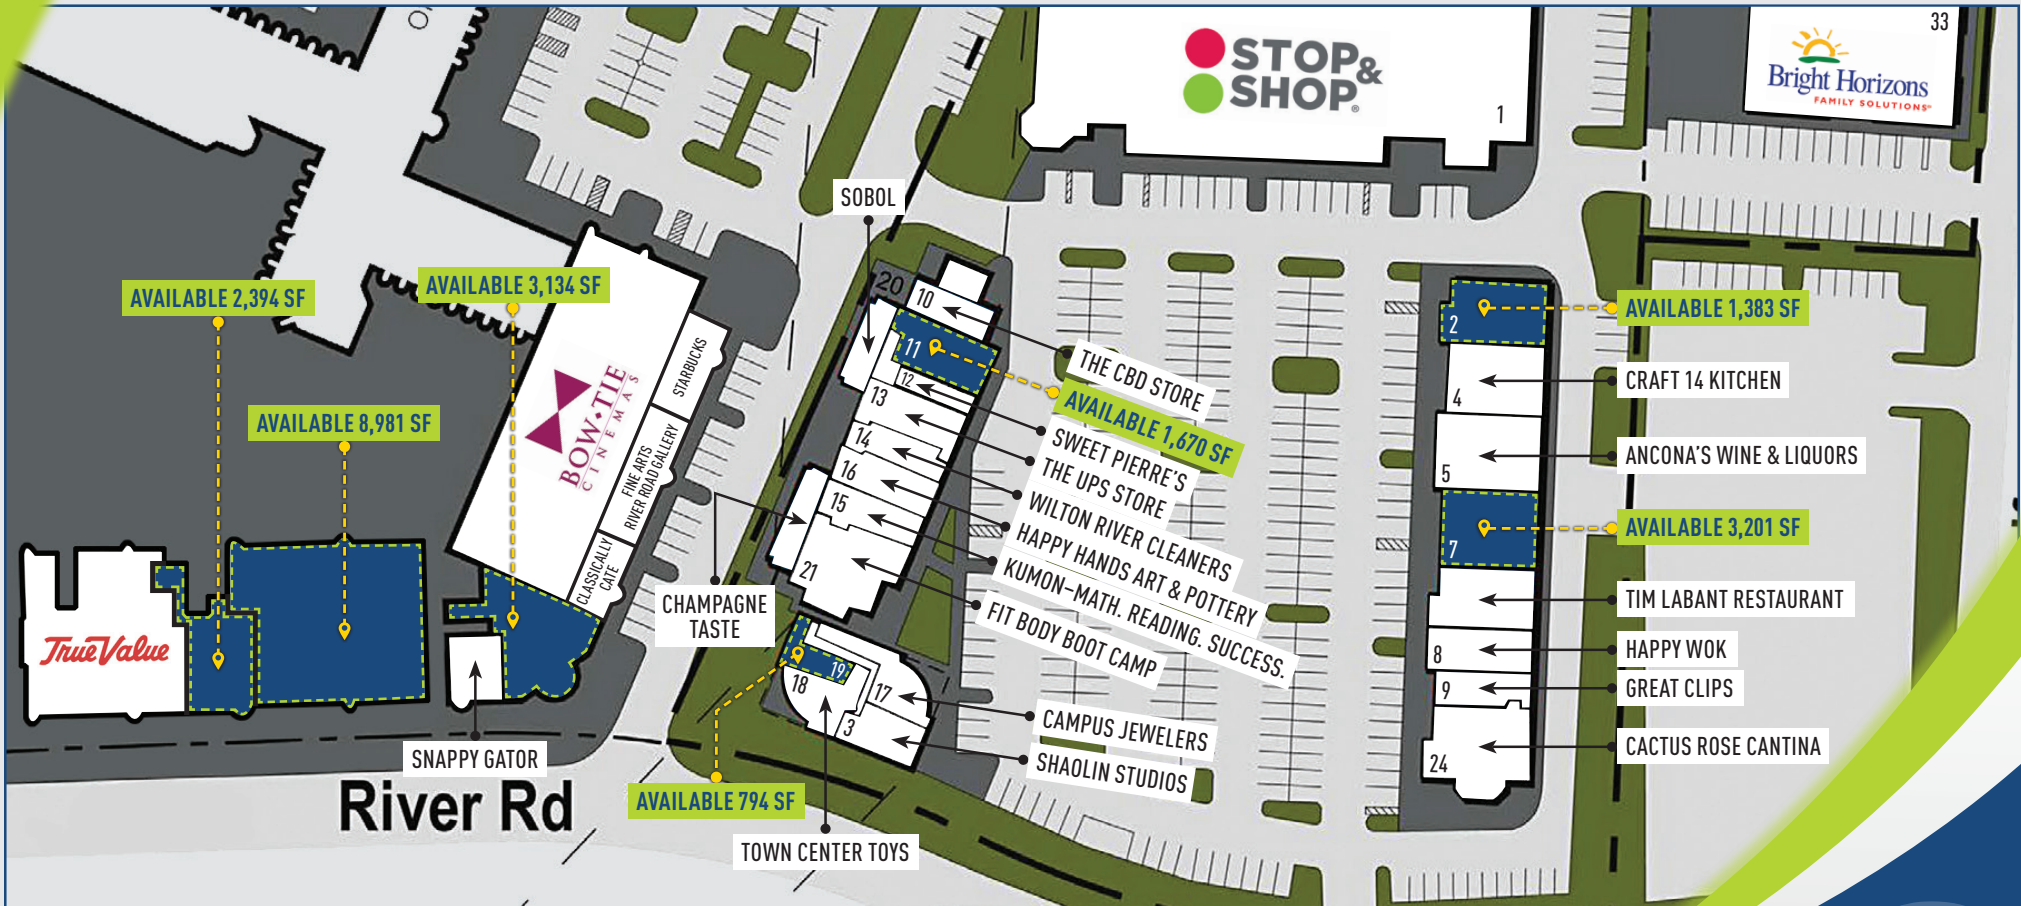 33
STOP&
SHOP®
1
Bright Horizons
FAMILY SOLUTIONS®
SOBOL
AVAILABLE 2,394 SF
AVAILABLE 3,134 SF
AVAILABLE 8,981 SF
BOW•TIE
CINEMAS
STARBUCKS
FINE ARTS
RIVER ROAD GALLERY
CLASSICALLY
CATE
TrueValue
SNAPPY GATOR
River Rd
20
10
11
12
13
14
16
15
21
THE CBD STORE
AVAILABLE 1,670 SF
SWEET PIERRE'S
THE UPS STORE
WILTON RIVER CLEANERS
HAPPY HANDS ART & POTTERY
KUMON-MATH. READING. SUCCESS.
FIT BODY BOOT CAMP
CHAMPAGNE
TASTE
19
18
17
3
CAMPUS JEWELERS
SHAOLIN STUDIOS
AVAILABLE 794 SF
TOWN CENTER TOYS
2
AVAILABLE 1,383 SF
4
CRAFT 14 KITCHEN
5
ANCONA'S WINE & LIQUORS
7
AVAILABLE 3,201 SF
TIM LABANT RESTAURANT
8
HAPPY WOK
9
GREAT CLIPS
24
CACTUS ROSE CANTINA